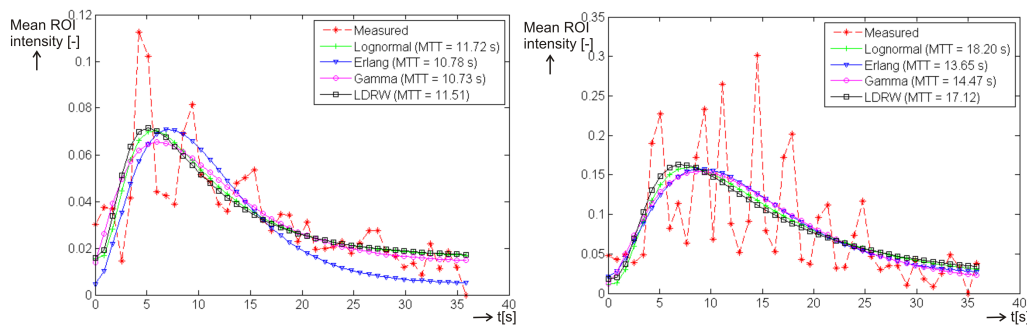 Mean ROI
intensity [-]
0.12
0.1
0.08
0.06
0.04
0.02
0
0 5 10 15 20 25 30 35 40
t[s]
Measured
Lognormal (MTT = 11.72 s)
Erlang (MTT = 10.78 s)
Gamma (MTT = 10.73 s)
LDRW (MTT = 11.51)
Mean ROI
intensity [-]
0.35
0.3
0.25
0.2
0.15
0.1
0.05
0
0 5 10 15 20 25 30 35 40
t[s]
Measured
Lognormal (MTT = 18.20 s)
Erlang (MTT = 13.65 s)
Gamma (MTT = 14.47 s)
LDRW (MTT = 17.12)